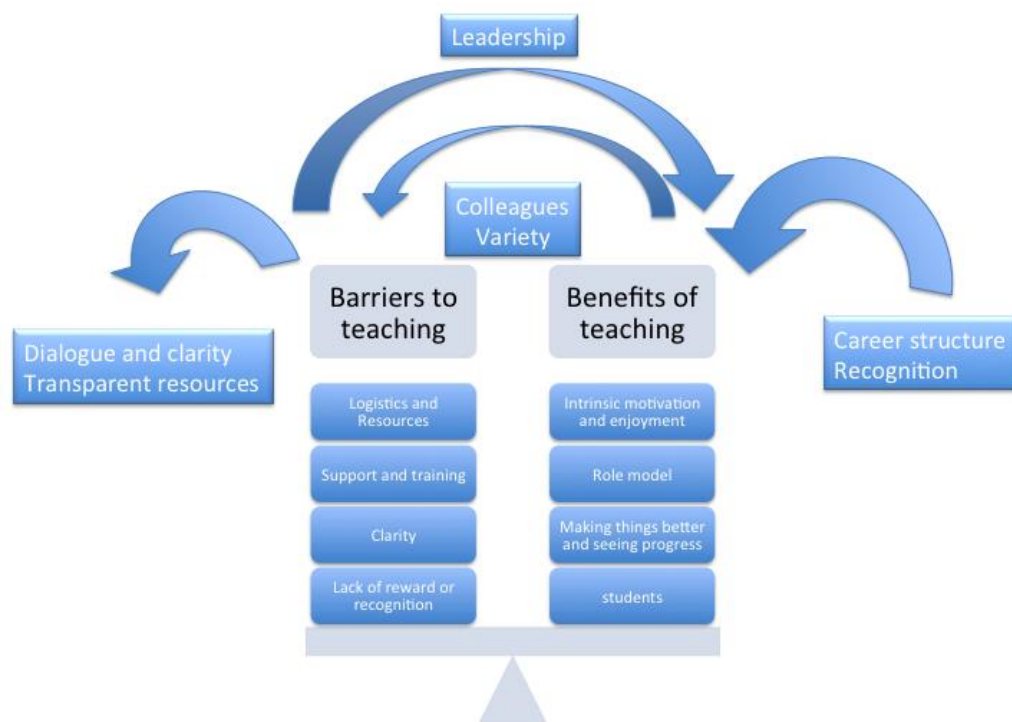 Leadership
Colleagues
Variety
Dialogue and clarity
Transparent resources
Career structure
Recognition
Barriers to
teaching
Logistics and
Resources
Support and training
Clarity
Lack of reward or
recognition
Benefits of
teaching
Intrinsic motivation
and enjoyment
Role model
Making things better
and seeing progress
students